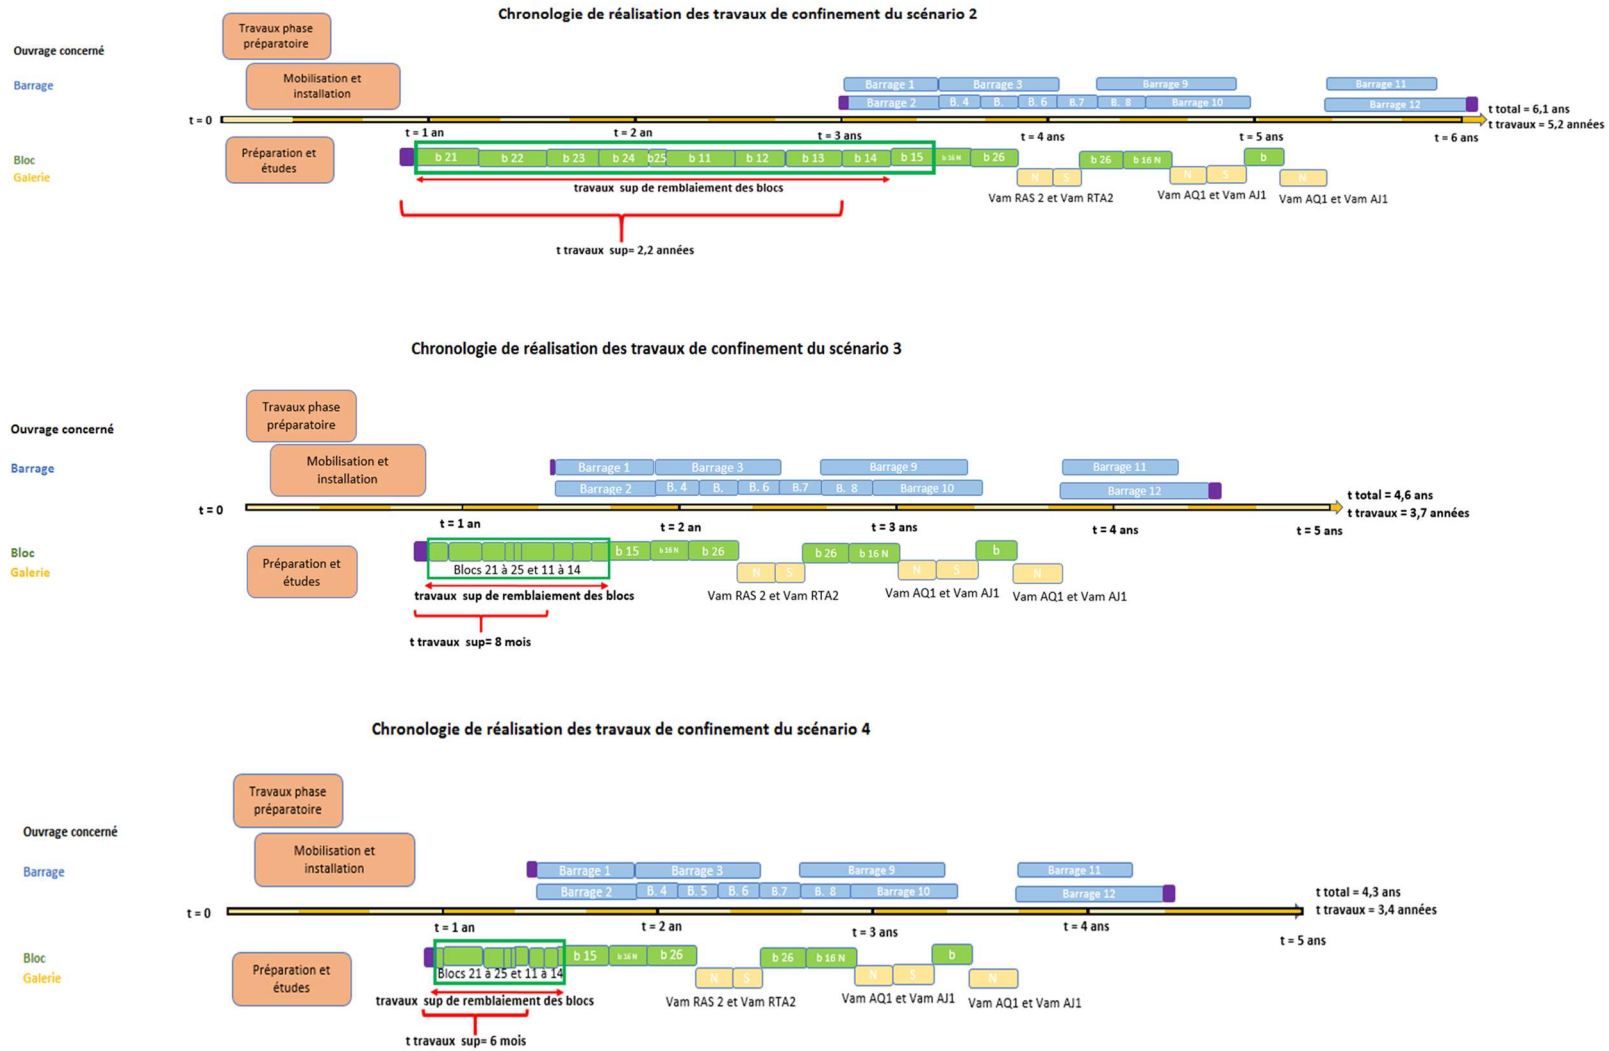 Chronologie de réalisation des travaux de confinement du scénario 2
Travaux phase
préparatoire
Ouvrage concerné
Mobilisation et
installation
Barrage
Barrage 1
Barrage 3
Barrage 9
Barrage 11
Barrage 2
B. 4
B.
B. 6
B.7
B. 8
Barrage 10
Barrage 12
t = 0
t total = 6,1 ans
t travaux = 5,2 années
t = 1 an
t = 2 an
t = 3 ans
t = 4 ans
t = 5 ans
t = 6 ans
Préparation et
études
Bloc
Galerie
b 21
b 22
b 23
b 24
b25
b 11
b 12
b 13
b 14
b 15
b 16 N
b 26
b 26
b 16 N
b
N
S
N
S
N
travaux sup de remblaiement des blocs
Vam RAS 2 et Vam RTA2
Vam AQ1 et Vam AJ1
Vam AQ1 et Vam AJ1
t travaux sup= 2,2 années
Chronologie de réalisation des travaux de confinement du scénario 3
Travaux phase
préparatoire
Ouvrage concerné
Mobilisation et
installation
Barrage
Barrage 1
Barrage 3
Barrage 9
Barrage 11
Barrage 2
B. 4
B.
B. 6
B.7
B. 8
Barrage 10
Barrage 12
t = 0
t total = 4,6 ans
t travaux = 3,7 années
t = 1 an
t = 2 an
t = 3 ans
t = 4 ans
t = 5 ans
Préparation et
études
Bloc
Galerie
b 15
b 16 N
b 26
b 26
b 16 N
b
Blocs 21 à 25 et 11 à 14
N
S
N
S
N
travaux sup de remblaiement des blocs
Vam RAS 2 et Vam RTA2
Vam AQ1 et Vam AJ1
Vam AQ1 et Vam AJ1
t travaux sup= 8 mois
Chronologie de réalisation des travaux de confinement du scénario 4
Travaux phase
préparatoire
Ouvrage concerné
Mobilisation et
installation
Barrage
Barrage 1
Barrage 3
Barrage 9
Barrage 11
Barrage 2
B. 4
B. 5
B. 6
B.7
B. 8
Barrage 10
Barrage 12
t = 0
t total = 4,3 ans
t travaux = 3,4 années
t = 1 an
t = 2 an
t = 3 ans
t = 4 ans
t = 5 ans
Préparation et
études
Bloc
Galerie
b 15
b 16 N
b 26
b 26
b 16 N
b
Blocs 21 à 25 et 11 à 14
N
S
N
S
N
travaux sup de remblaiement des blocs
Vam RAS 2 et Vam RTA2
Vam AQ1 et Vam AJ1
Vam AQ1 et Vam AJ1
t travaux sup= 6 mois